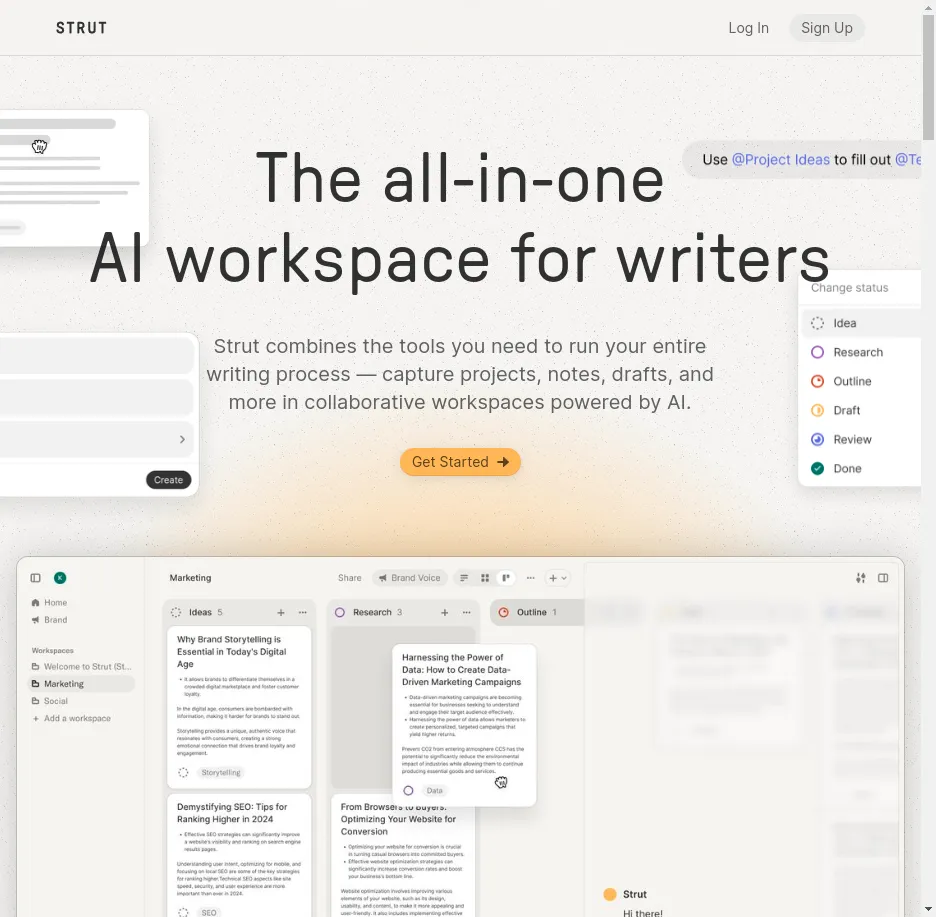 STRUT
Log In
Sign Up
Use @Project Ideas to fill out @Te
The all-in-one
AI workspace for writers
Strut combines the tools you need to run your entire
writing process — capture projects, notes, drafts, and
more in collaborative workspaces powered by AI.
Get Started
Create
Change status
Idea
Research
Outline
Draft
Review
Done
K
Home
Brand
Workspaces
Welcome to Strut (St...
Marketing
Social
+ Add a workspace
Marketing
Share
Brand Voice
Ideas 5
Why Brand Storytelling is
Essential in Today's Digital
Age
• It allows brands to differentiate themselves in a
crowded digital marketplace and foster customer
loyalty.
In the digital age, consumers are bombarded with
information, making it harder for brands to stand out.
Storytelling provides a unique, authentic voice that
resonates with consumers, creating a strong
emotional connection that drives brand loyalty and
engagement.
Storytelling
Demystifying SEO: Tips for
Ranking Higher in 2024
• Effective SEO strategies can significantly improve
a website's visibility and ranking on search engine
results pages.
Understanding user intent, optimizing for mobile, and
focusing on local SEO are some of the key strategies
for ranking higher. Technical SEO aspects like site
speed, security, and user experience are more
important than ever in 2024.
SEO
Research 3
Harnessing the Power of
Data: How to Create Data-
Driven Marketing Campaigns
• Data-driven marketing campaigns are becoming
essential for businesses seeking to understand
and engage their target audience effectively.
• Harnessing the power of data allows marketers to
create personalized, targeted campaigns that
yield higher returns.
Prevent CO2 from entering atmosphere CCS has the
potential to significantly reduce the environmental
impact of industries while allowing them to continue
producing essential goods and services.
Data
From Browsers to Buyers:
Optimizing Your Website for
Conversion
• Optimizing your website for conversion is crucial
in turning casual browsers into committed buyers.
• Effective website optimization strategies can
significantly increase conversion rates and boost
your business's bottom line.
Website optimization involves improving various
elements of your website, such as its design,
usability, and content, to make it more appealing and
user-friendly. It also includes implementing effective
Outline 1
Strut
Hi there!